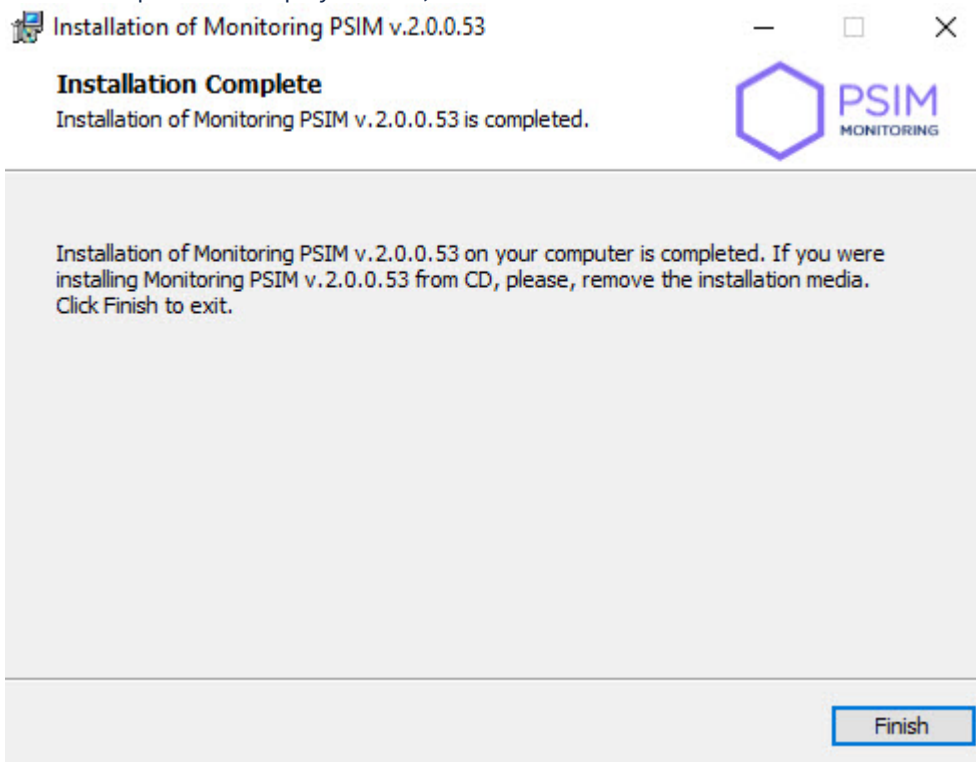 Installation of Monitoring PSIM v.2.0.0.53
Installation Complete
Installation of Monitoring PSIM v.2.0.0.53 is completed.
PSIM
MONITORING
Installation of Monitoring PSIM v.2.0.0.53 on your computer is completed. If you were
installing Monitoring PSIM v.2.0.0.53 from CD, please, remove the installation media.
Click Finish to exit.
Finish